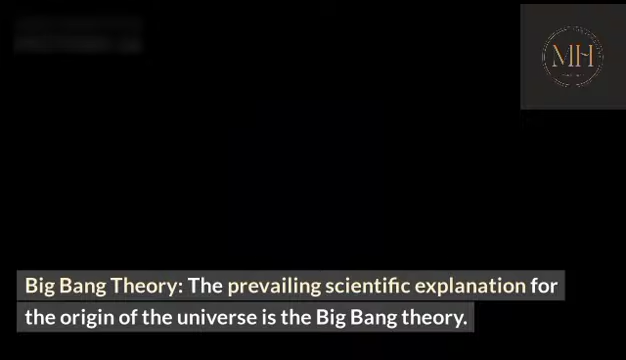 MH
Big Bang Theory: The prevailing scientific explanation for
the origin of the universe is the Big Bang theory.